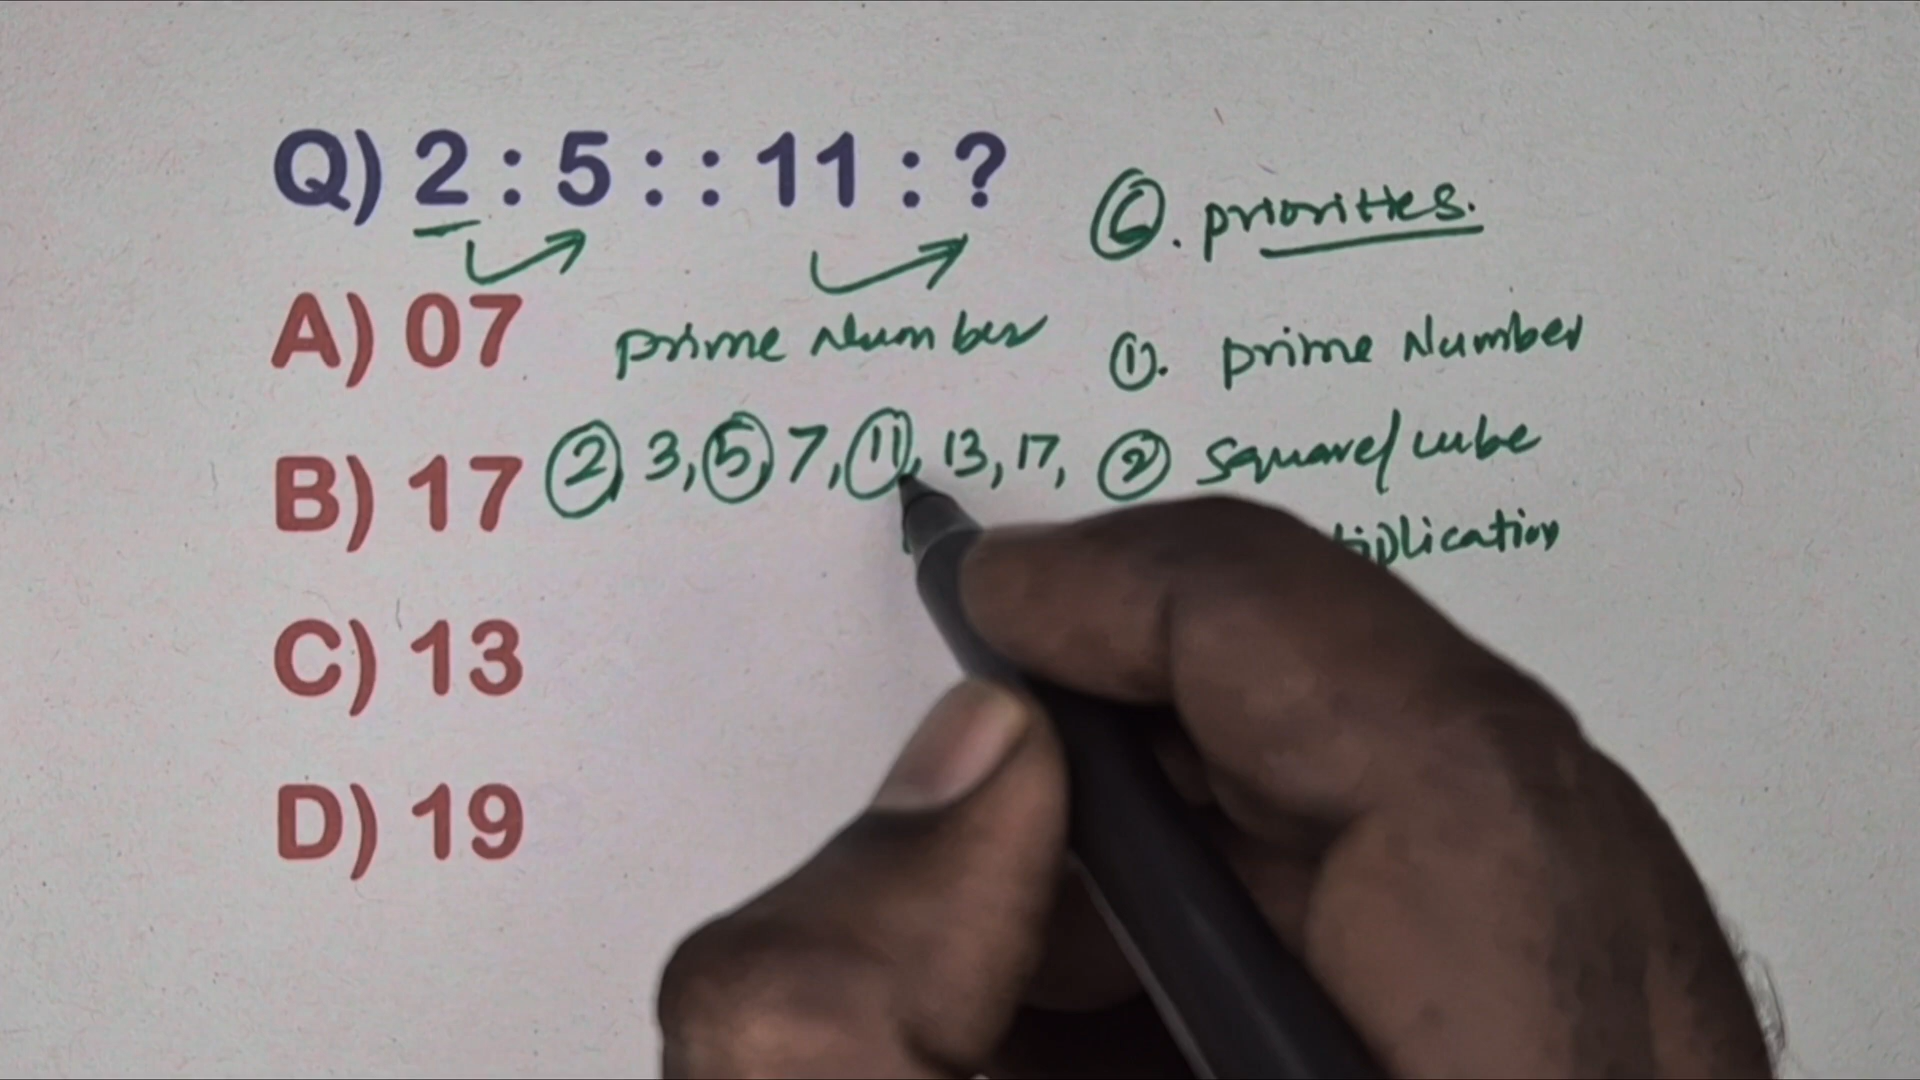 Q) 2 : 5 : : 11 : ?
6. priorities.
A) 07
prime Number
1. prime Number
B) 17
2, 3, 5, 7, 11, 13, 17,
2 square/cube
C) 13
D) 19